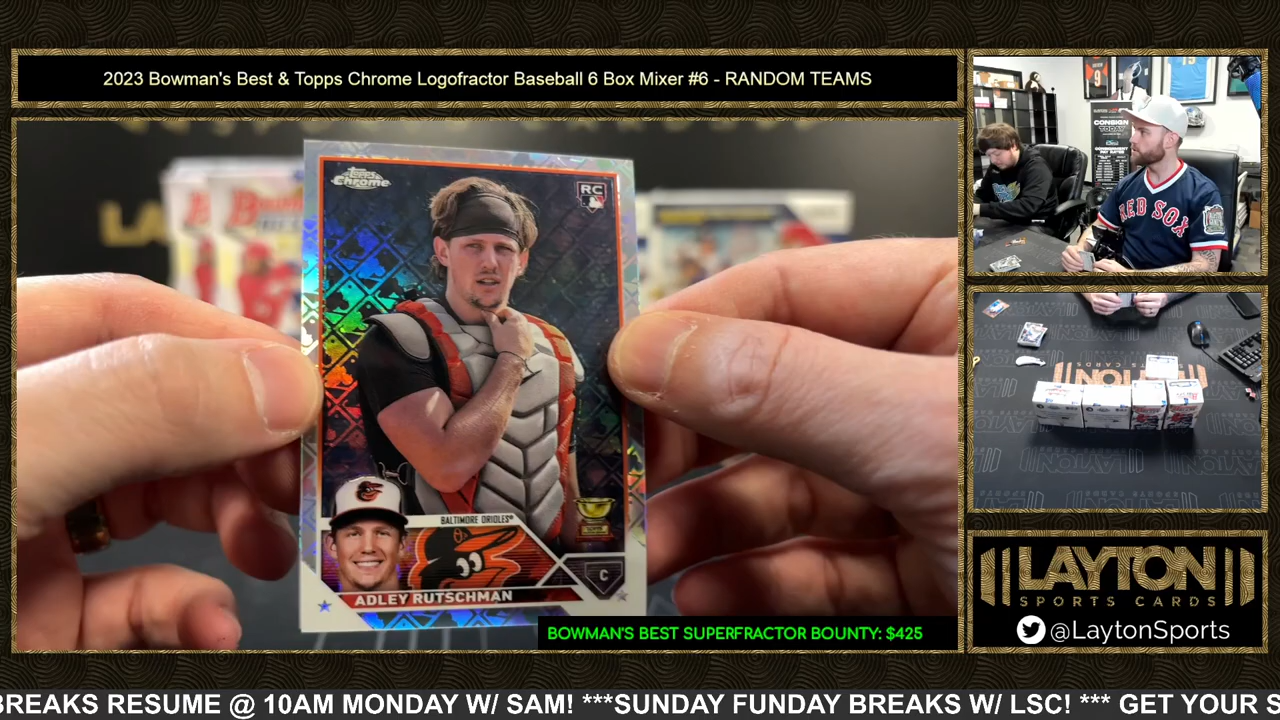 2023 Bowman's Best & Topps Chrome Logofractor Baseball 6 Box Mixer #6 - RANDOM TEAMS
Topps
Chrome
RC
BALTIMORE ORIOLES
C
ADLEY RUTSCHMAN
BOWMAN'S BEST SUPERFRACTOR BOUNTY: $425
CONSIGN
TODAY
RED SOX
LAYTON
SPORTS CARDS
@LaytonSports
BREAKS RESUME @ 10AM MONDAY W/ SAM! ***SUNDAY FUNDAY BREAKS W/ LSC! *** GET YOUR S